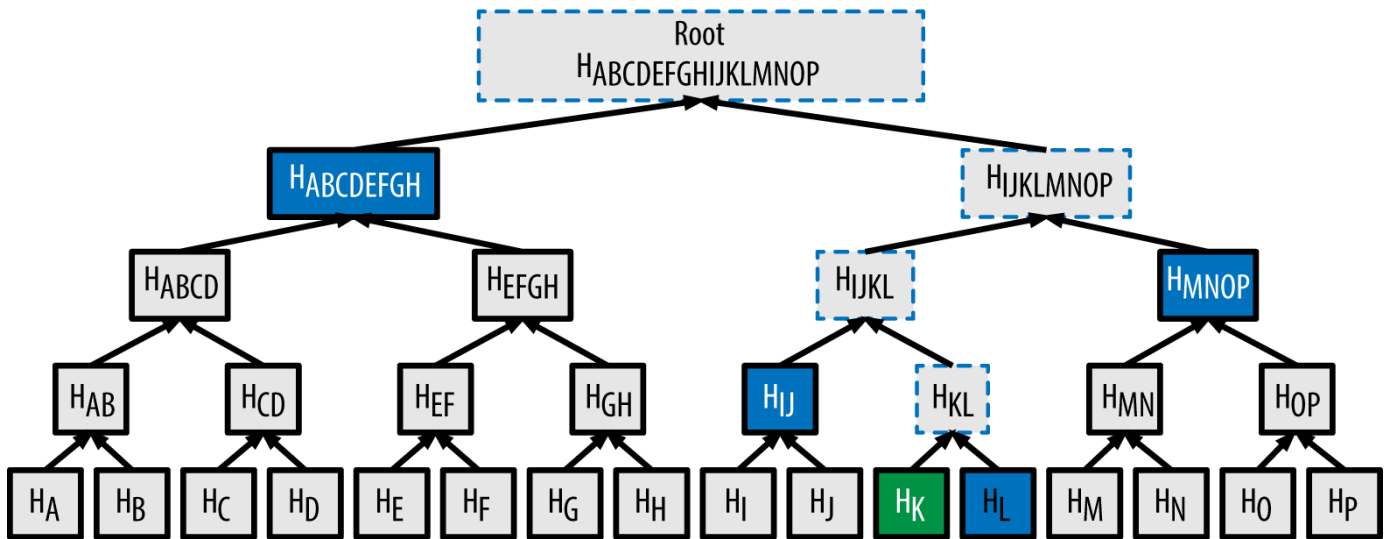 Root
HABCDEFGHIJKLMNOP
HABCDEFGH HIJKLMNOP
HABCD HEFGH HIJKL HMNOP
HAB HCD HEF HGH HIJ HKL HMN HOP
HA HB HC HD HE HF HG HH HI HJ HK HL HM HN HO HP